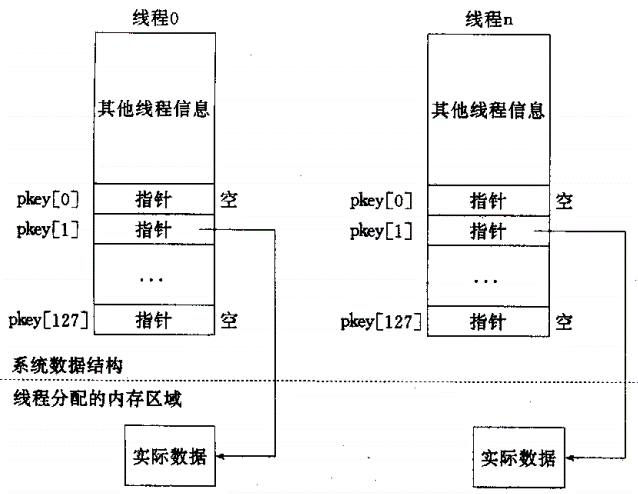 线程0 线程n
其他线程信息 其他线程信息
pkey[0] 指针 空 pkey[0] 指针 空
pkey[1] 指针 pkey[1] 指针
... ...
pkey[127] 指针 空 pkey[127] 指针 空
系统数据结构
线程分配的内存区域
实际数据 实际数据